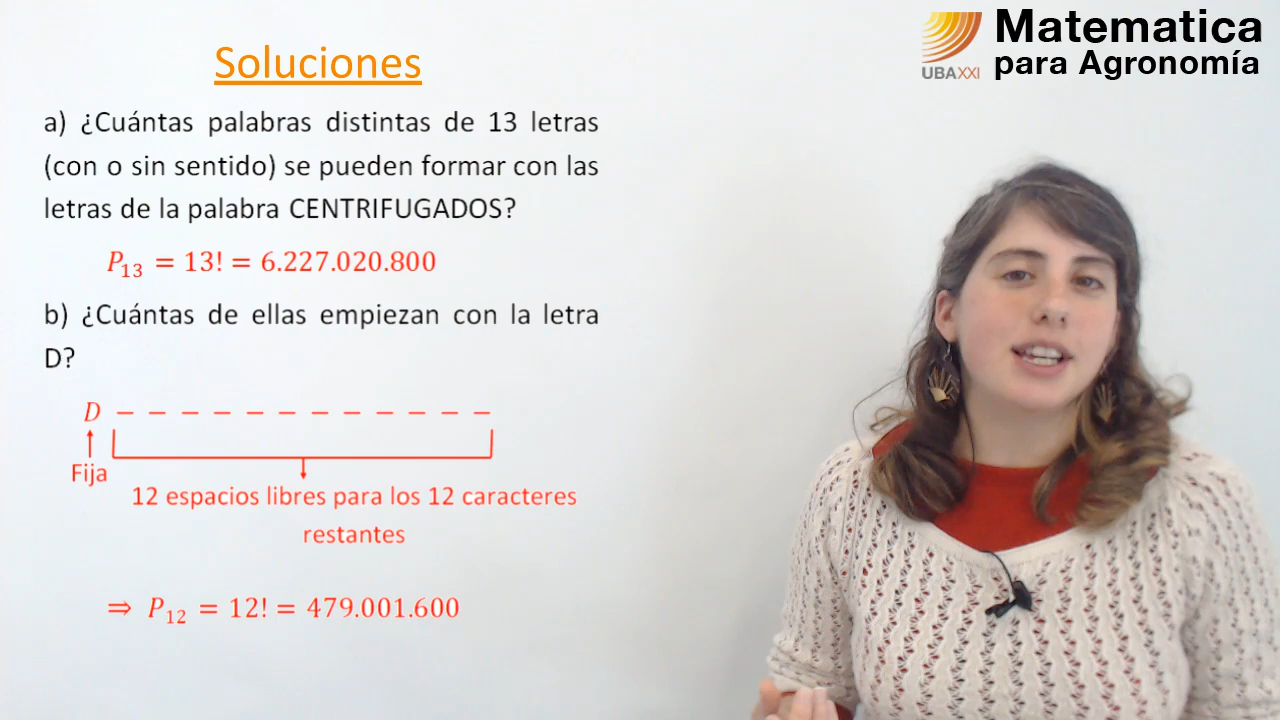 Soluciones
a) ¿Cuántas palabras distintas de 13 letras
(con o sin sentido) se pueden formar con las
letras de la palabra CENTRIFUGADOS?
P₁₃ = 13! = 6.227.020.800
b) ¿Cuántas de ellas empiezan con la letra
D?
D _ _ _ _ _ _ _ _ _ _ _ _
Fija
12 espacios libres para los 12 caracteres
restantes
⇒ P₁₂ = 12! = 479.001.600
UBAXXI
Matematica
para Agronomía